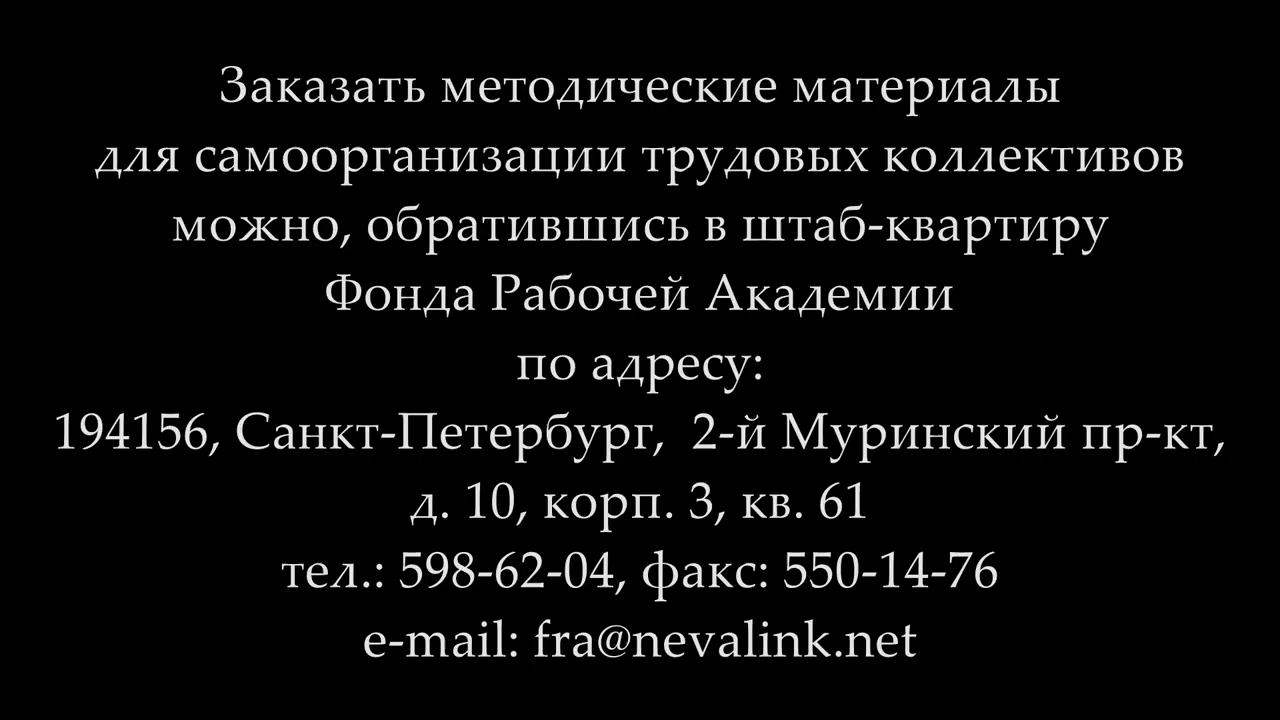 Заказать методические материалы
для самоорганизации трудовых коллективов
можно, обратившись в штаб-квартиру
Фонда Рабочей Академии
по адресу:
194156, Санкт-Петербург,  2-й Муринский пр-кт,
д. 10, корп. 3, кв. 61
тел.: 598-62-04, факс: 550-14-76
e-mail: fra@nevalink.net